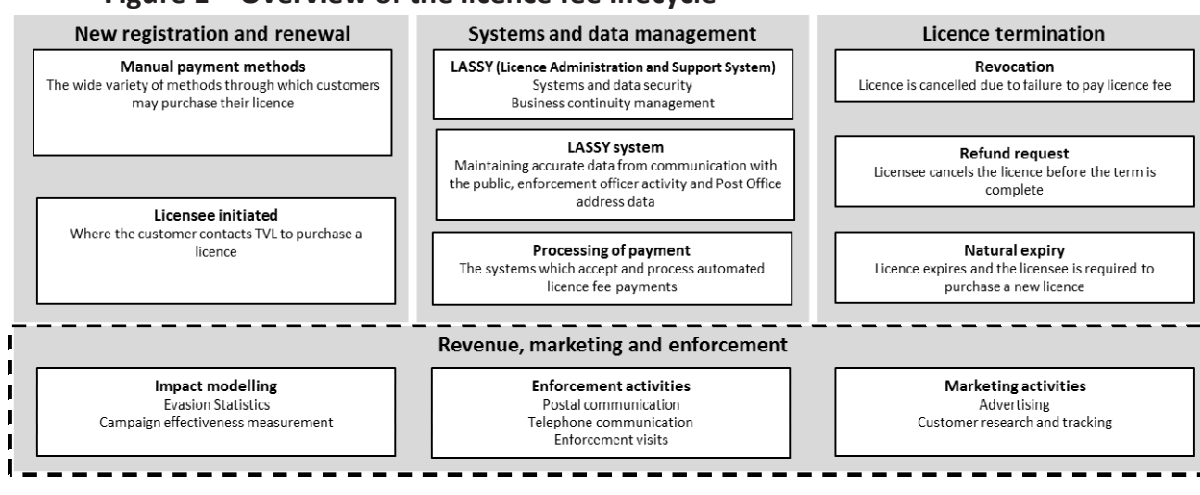 Overview of the licence fee lifecycle
New registration and renewal
Manual payment methods
The wide variety of methods through which customers
may purchase their licence
Licensee initiated
Where the customer contacts TVL to purchase a
licence
Systems and data management
LASSY (Licence Administration and Support System)
Systems and data security
Business continuity management
LASSY system
Maintaining accurate data from communication with
the public, enforcement officer activity and Post Office
address data
Processing of payment
The systems which accept and process automated
licence fee payments
Licence termination
Revocation
Licence is cancelled due to failure to pay licence fee
Refund request
Licensee cancels the licence before the term is
complete
Natural expiry
Licence expires and the licensee is required to
purchase a new licence
Revenue, marketing and enforcement
Impact modelling
Evasion Statistics
Campaign effectiveness measurement
Enforcement activities
Postal communication
Telephone communication
Enforcement visits
Marketing activities
Advertising
Customer research and tracking